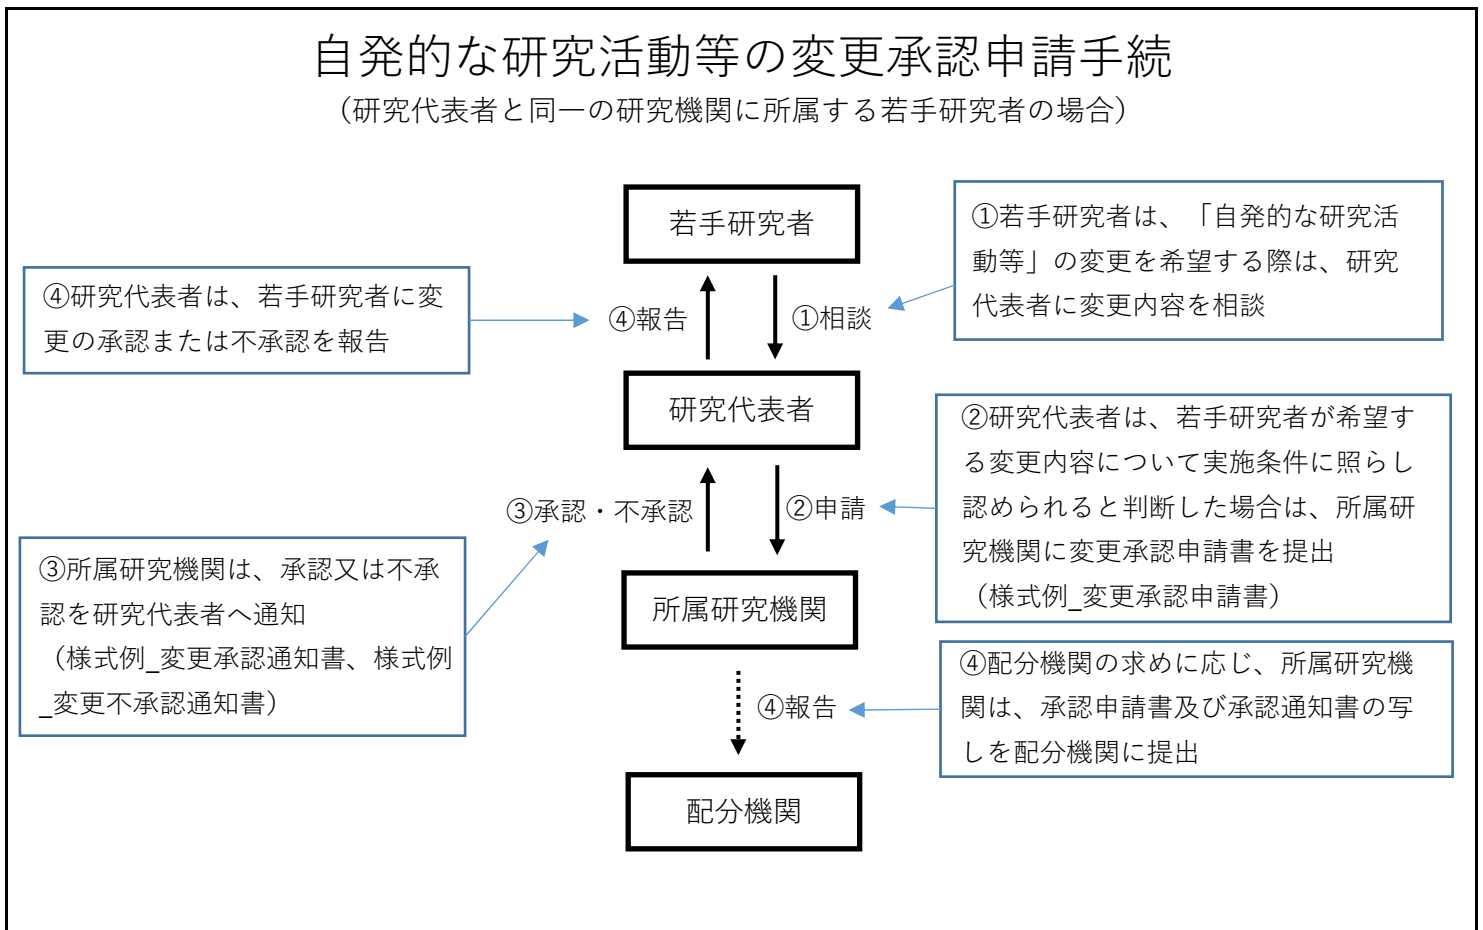 自発的な研究活動等の変更承認申請手続
（研究代表者と同一の研究機関に所属する若手研究者の場合）
若手研究者
①若手研究者は、「自発的な研究活
動等」の変更を希望する際は、研究
代表者に変更内容を相談
④研究代表者は、若手研究者に変
更の承認または不承認を報告
④報告
①相談
研究代表者
②研究代表者は、若手研究者が希望す
る変更内容について実施条件に照らし
認められると判断した場合は、所属研
究機関に変更承認申請書を提出
（様式例_変更承認申請書）
③承認・不承認
②申請
③所属研究機関は、承認又は不承
認を研究代表者へ通知
（様式例_変更承認通知書、様式例
_変更不承認通知書）
所属研究機関
④配分機関の求めに応じ、所属研究機
関は、承認申請書及び承認通知書の写
しを配分機関に提出
④報告
配分機関